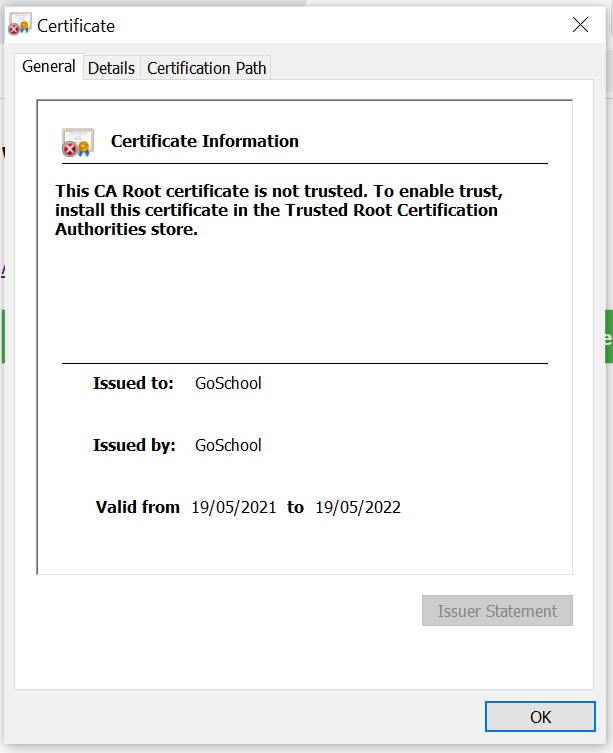 Certificate
General Details Certification Path
Certificate Information
This CA Root certificate is not trusted. To enable trust,
install this certificate in the Trusted Root Certification
Authorities store.
Issued to: GoSchool
Issued by: GoSchool
Valid from 19/05/2021 to 19/05/2022
Issuer Statement
OK